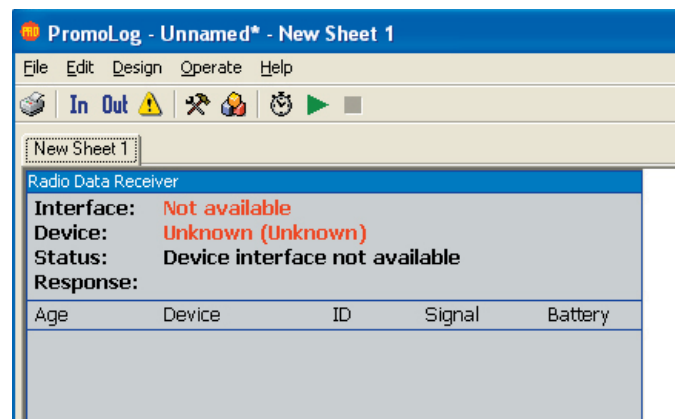 PromoLog - Unnamed* - New Sheet 1
File Edit Design Operate Help
In Out
New Sheet 1
Radio Data Receiver
Interface: Not available
Device: Unknown (Unknown)
Status: Device interface not available
Response:
Age Device ID Signal Battery